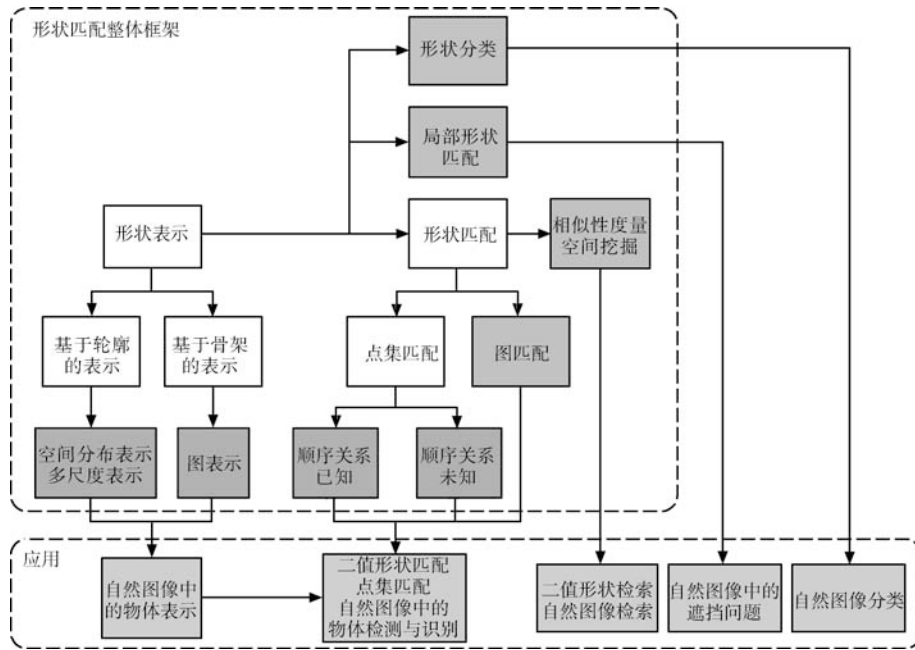 形状匹配整体框架
形状分类
局部形状
匹配
形状表示
形状匹配
相似性度量
空间挖掘
基于轮廓
的表示
基于骨架
的表示
点集匹配
图匹配
空间分布表示
多尺度表示
图表示
顺序关系
已知
顺序关系
未知
应用
自然图像中
的物体表示
二值形状匹配
点集匹配
自然图像中的
物体检测与识别
二值形状检索
自然图像检索
自然图像中的
遮挡问题
自然图像分类